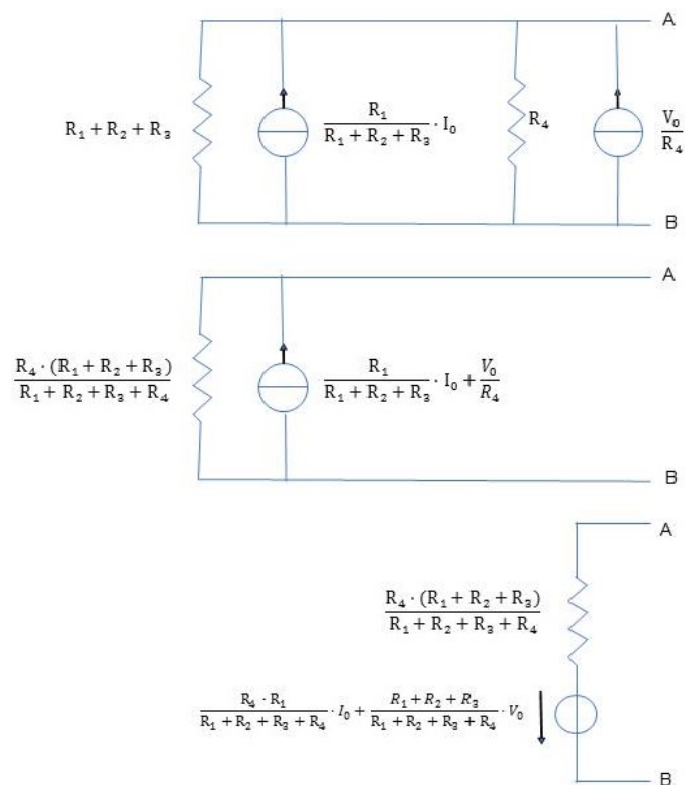 A
R₁ + R₂ + R₃
R₁ / (R₁ + R₂ + R₃) · I₀
R₄
V₀ / R₄
B
A
R₄ · (R₁ + R₂ + R₃) / (R₁ + R₂ + R₃ + R₄)
R₁ / (R₁ + R₂ + R₃) · I₀ + V₀ / R₄
B
A
R₄ · (R₁ + R₂ + R₃) / (R₁ + R₂ + R₃ + R₄)
R₄ · R₁ / (R₁ + R₂ + R₃ + R₄) · I₀ + (R₁ + R₂ + R₃) / (R₁ + R₂ + R₃ + R₄) · V₀
B